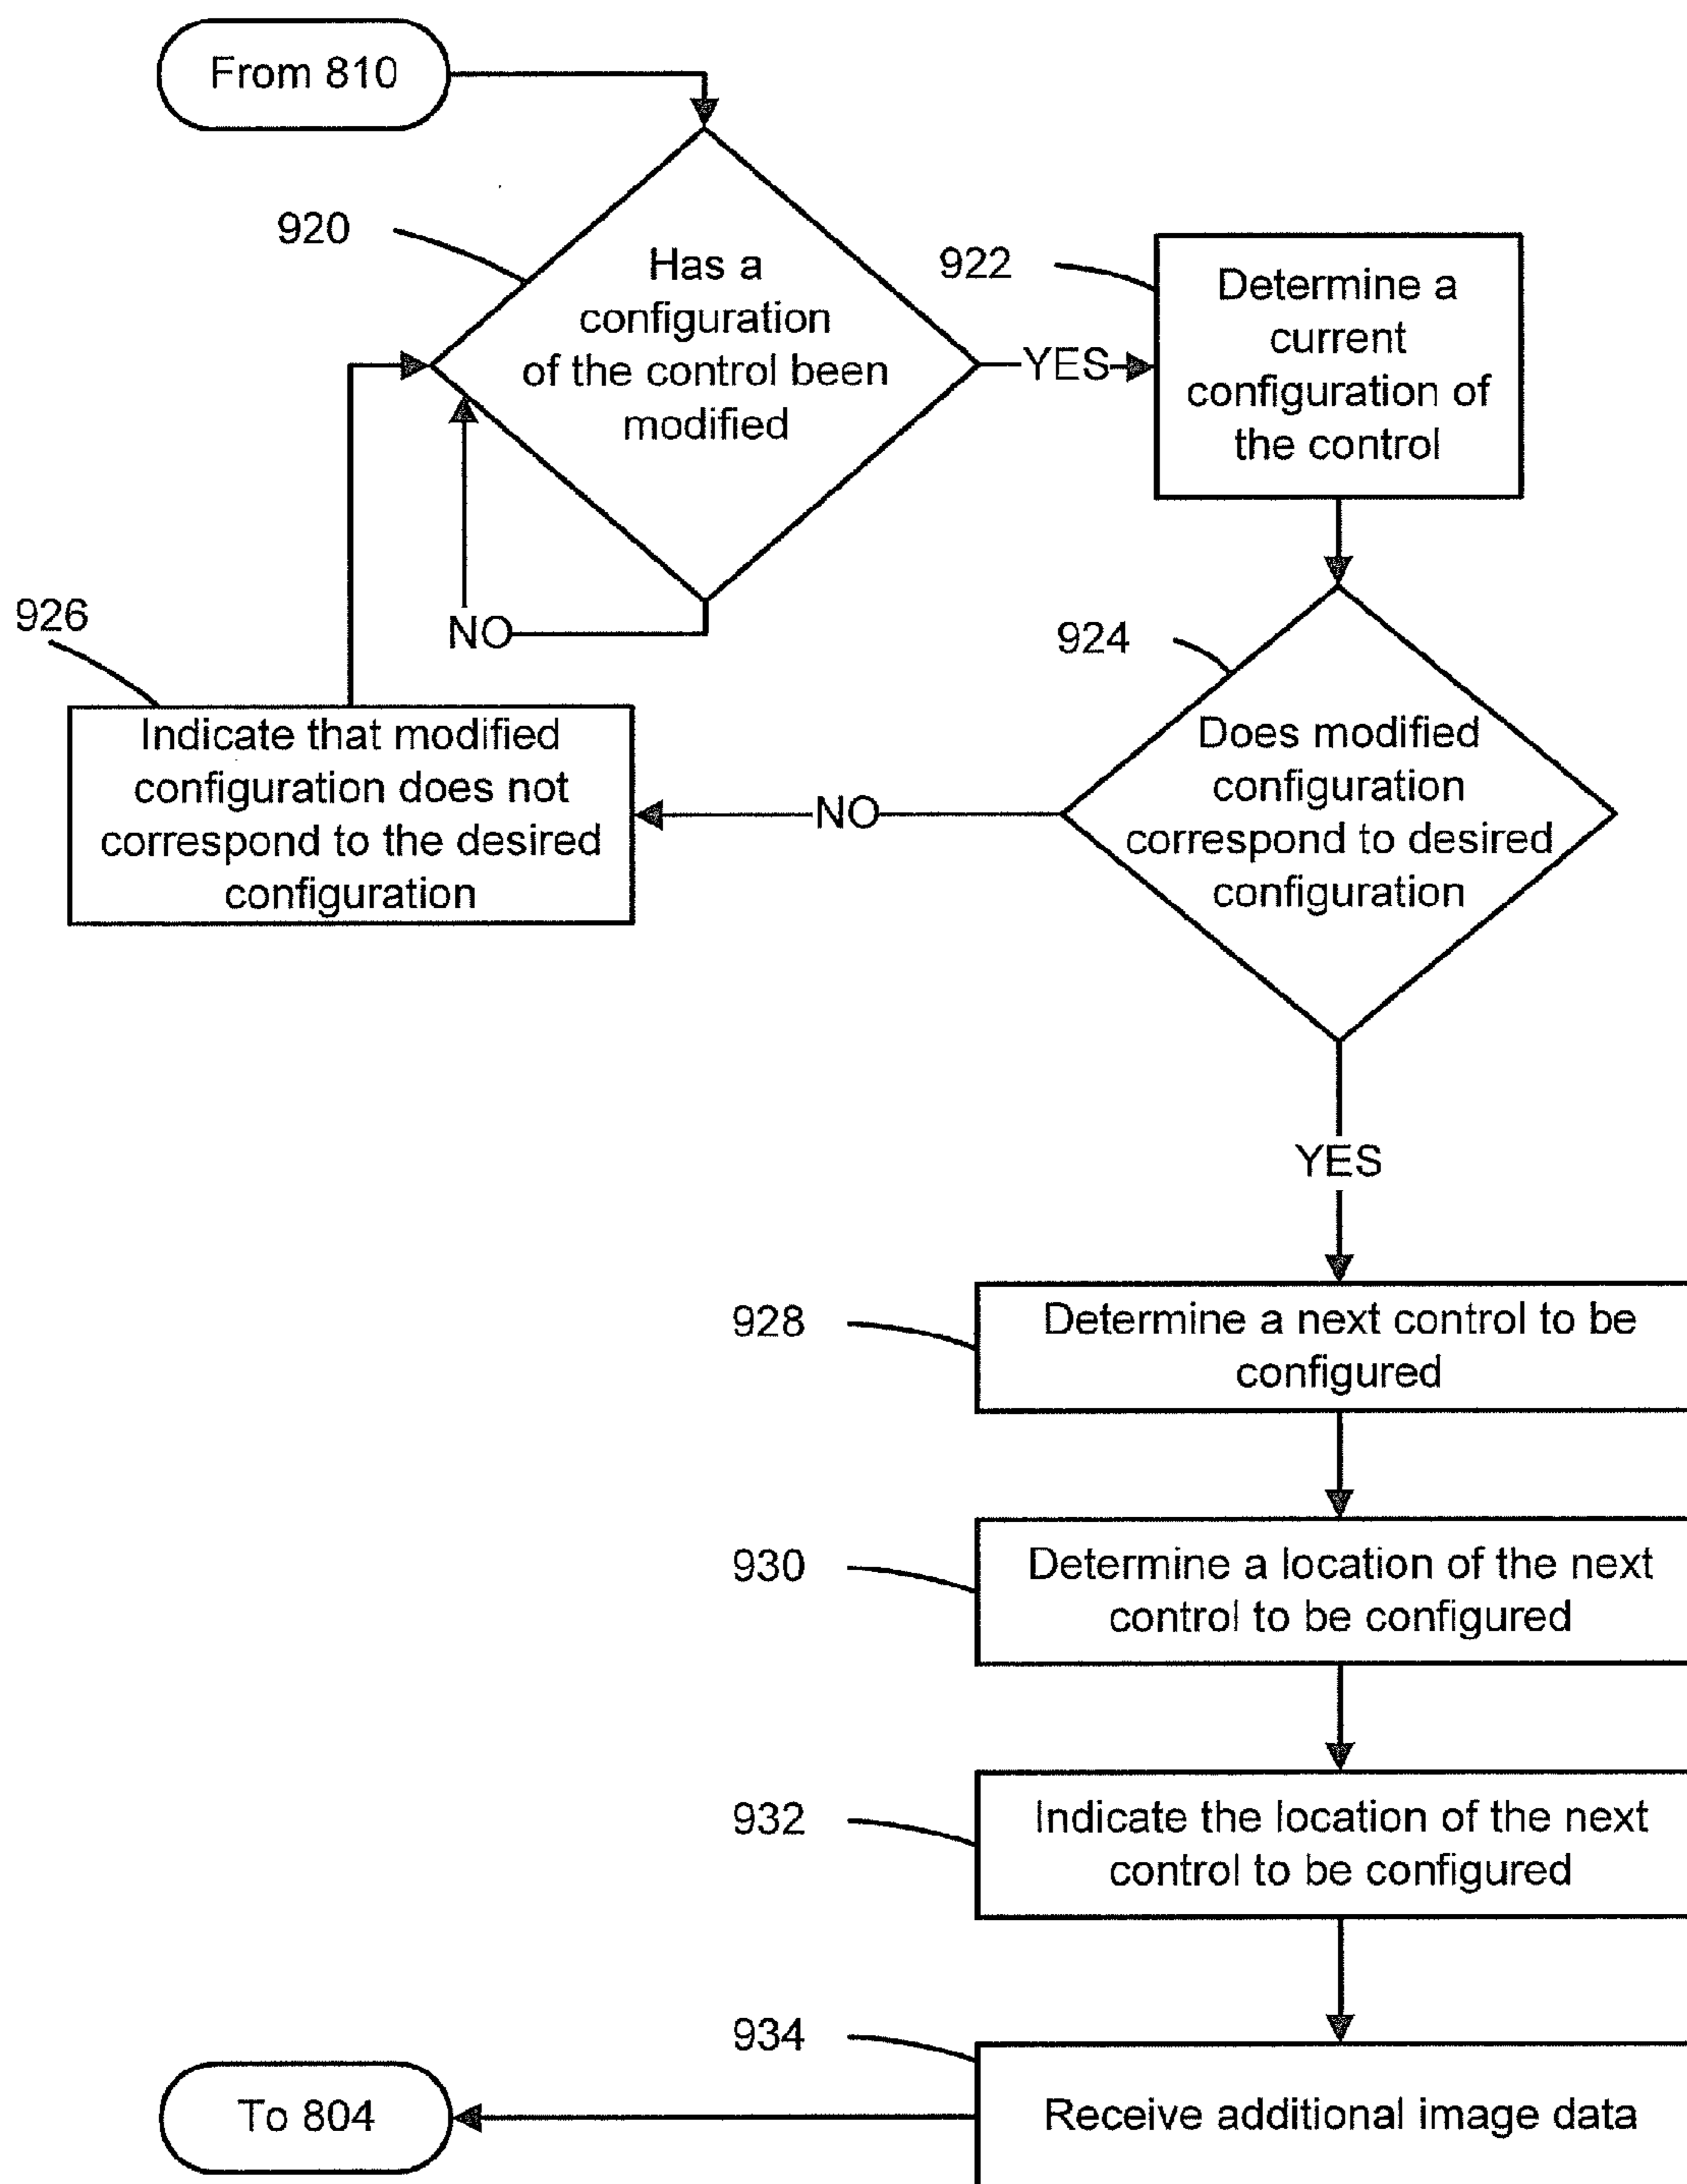 From 810
920
Has a
configuration
of the control been
modified
YES
NO
922
Determine a
current
configuration of
the control
924
Does modified
configuration
correspond to desired
configuration
NO
YES
926
Indicate that modified
configuration does not
correspond to the desired
configuration
928
Determine a next control to be
configured
930
Determine a location of the next
control to be configured
932
Indicate the location of the next
control to be configured
934
Receive additional image data
To 804